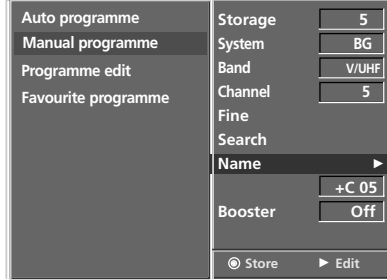 Auto programme
Manual programme
Programme edit
Favourite programme
Storage 5
System BG
Band V/UHF
Channel 5
Fine
Search
Name ►
+C 05
Booster Off
◉ Store ► Edit